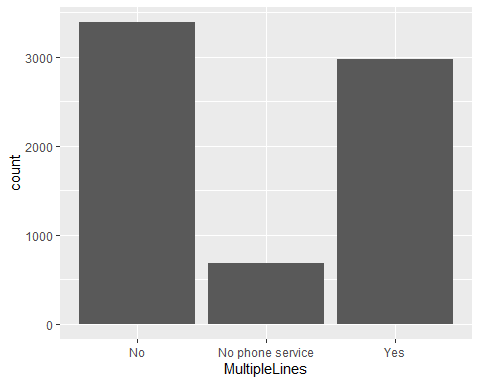 3000
2000
1000
0
count
No No phone service Yes
MultipleLines